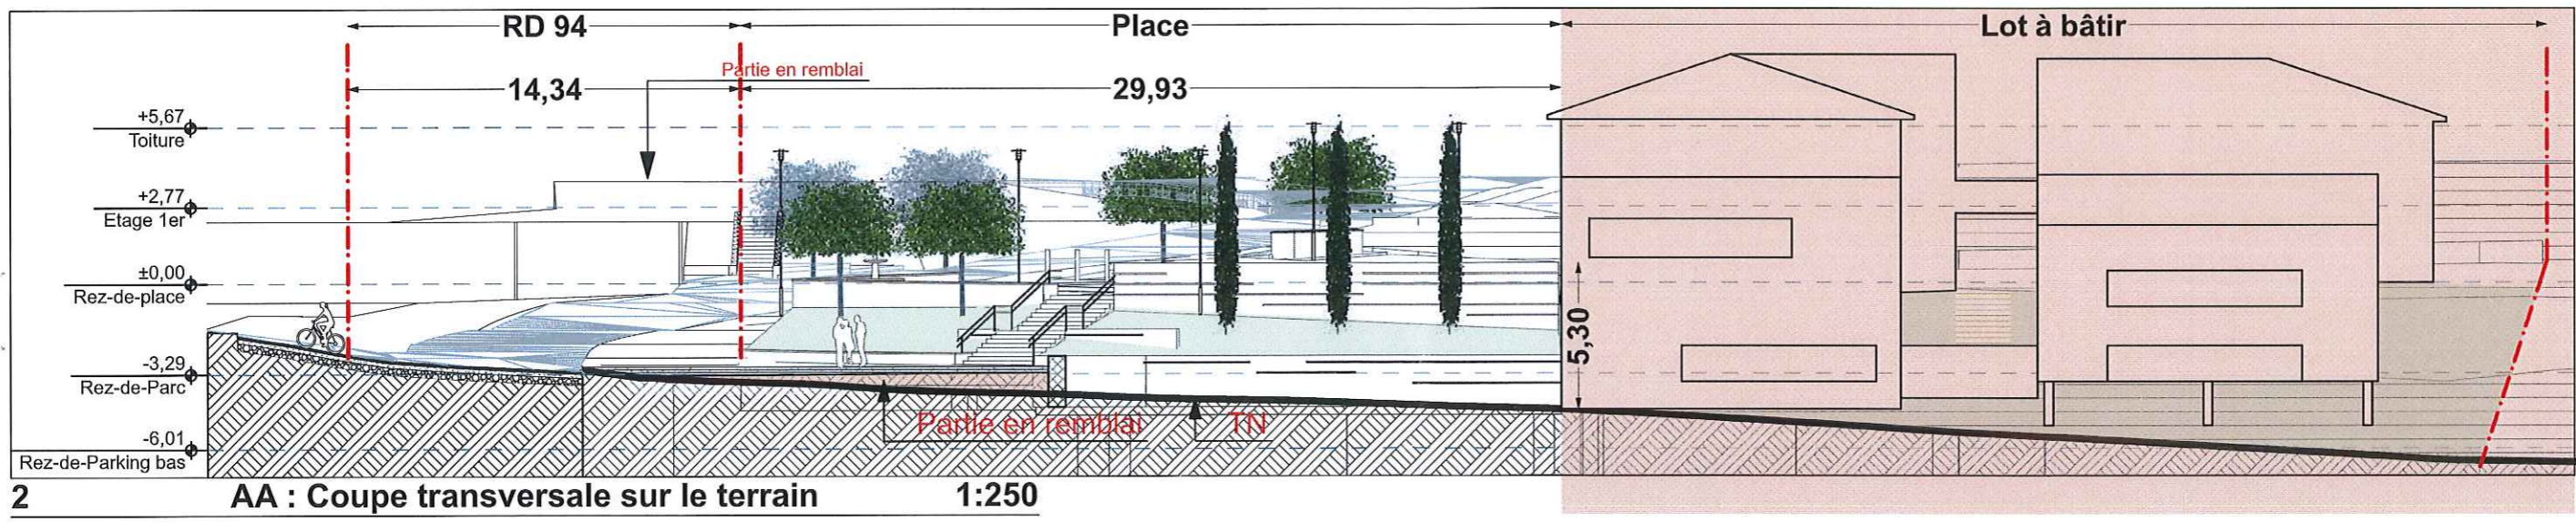 RD 94
Place
Lot à bâtir
Partie en remblai
14,34
29,93
+5,67
Toiture
+2,77
Etage 1er
±0,00
Rez-de-place
5,30
-3,29
Rez-de-Parc
Partie en remblai
TN
-6,01
Rez-de-Parking bas
2
AA : Coupe transversale sur le terrain
1:250